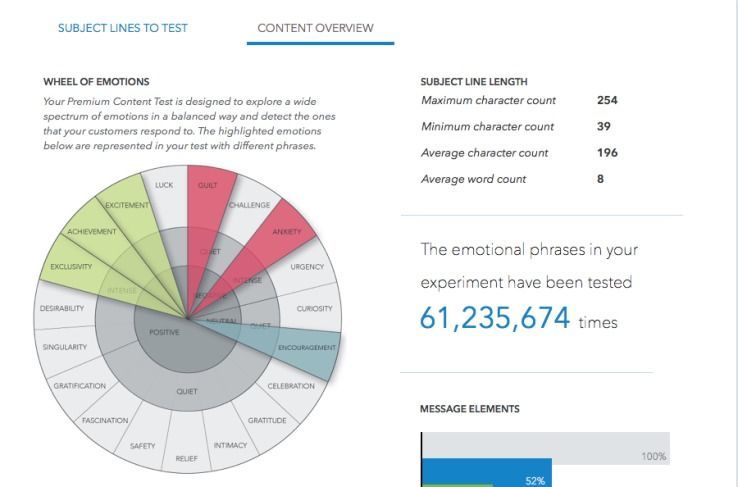 SUBJECT LINES TO TEST
CONTENT OVERVIEW
WHEEL OF EMOTIONS
Your Premium Content Test is designed to explore a wide
spectrum of emotions in a balanced way and detect the ones
that your customers respond to. The highlighted emotions
below are represented in your test with different phrases.
LUCK
GUILT
EXCITEMENT
CHALLENGE
ACHIEVEMENT
ANXIETY
QUIET
EXCLUSIVITY
URGENCY
INTENSE
INTENSE
NEGATIVE
DESIRABILITY
CURIOSITY
NEUTRAL
QUIET
POSITIVE
SINGULARITY
ENCOURAGEMENT
GRATIFICATION
CELEBRATION
QUIET
FASCINATION
GRATITUDE
SAFETY
INTIMACY
RELIEF
SUBJECT LINE LENGTH
Maximum character count 254
Minimum character count 39
Average character count 196
Average word count 8
The emotional phrases in your
experiment have been tested
61,235,674 times
MESSAGE ELEMENTS
100%
52%